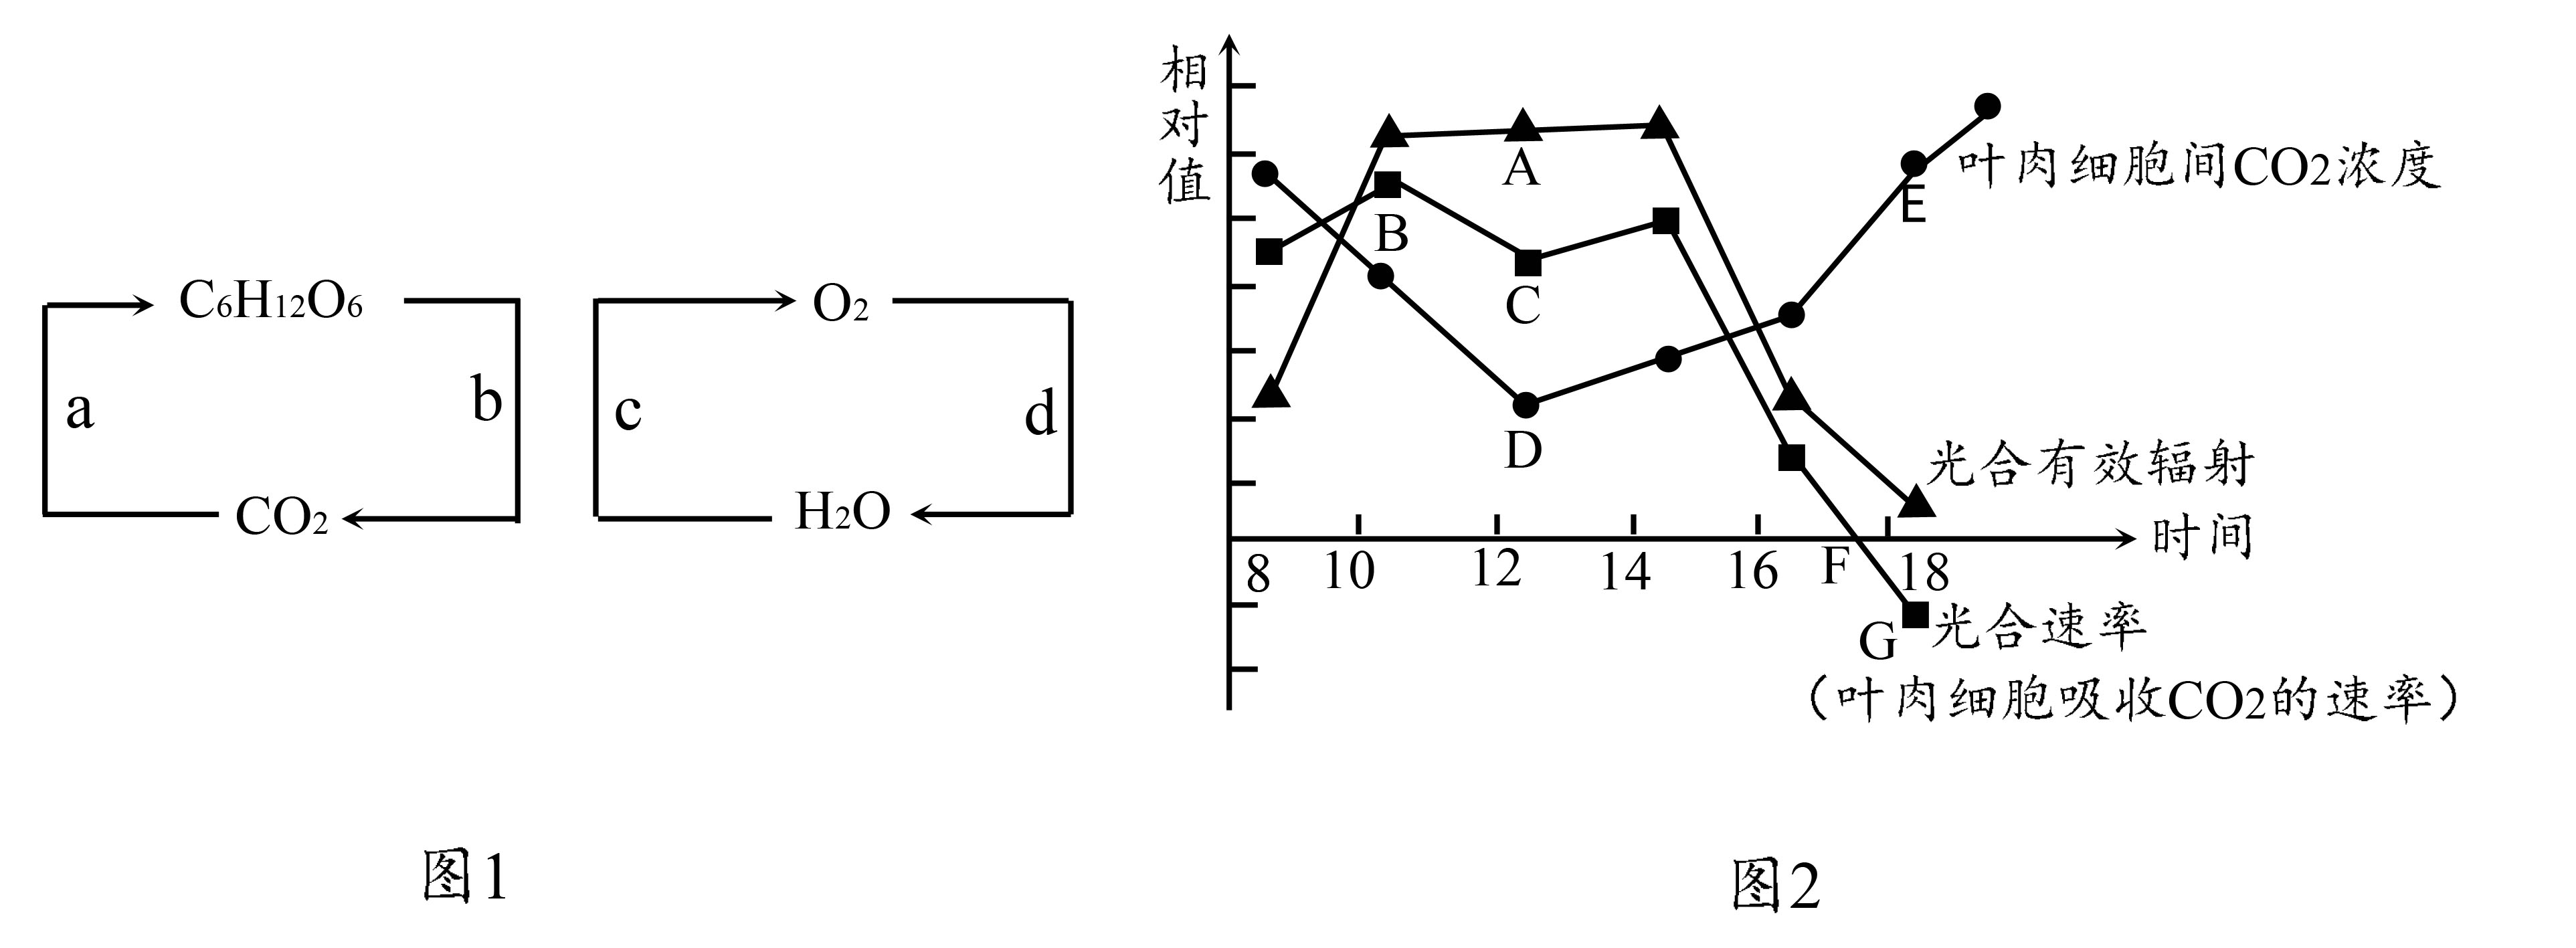 C₆H₁₂O₆
a
b
CO₂
O₂
c
d
H₂O
图1
相对值
A
B
C
D
E
叶肉细胞间CO2浓度
光合有效辐射
时间
8 10 12 14 16 F 18
G 光合速率
（叶肉细胞吸收CO2的速率）
图2